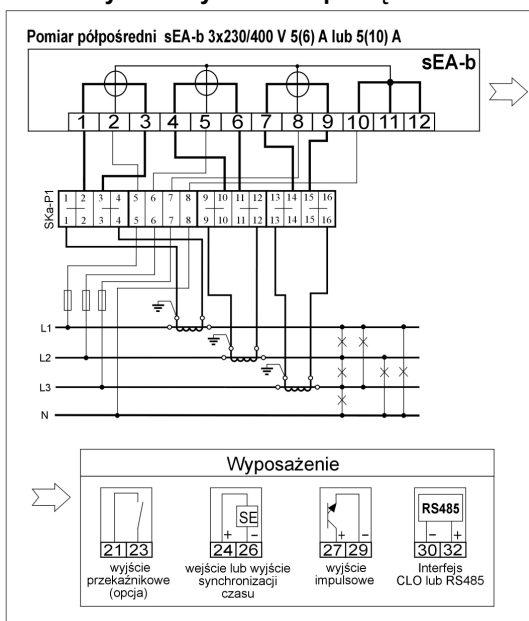 Pomiar półpośredni sEA-b 3x230/400 V 5(6) A lub 5(10) A
sEA-b
1 2 3 4 5 6 7 8 9 10 11 12
SKa-P1
1 2 3 4 5 6 7 8 9 10 11 12 13 14 15 16
1 2 3 4 5 6 7 8 9 10 11 12 13 14 15 16
L1
L2
L3
N
Wyposażenie
SE
RS485
+ - + - - +
21 23 24 26 27 29 30 32
wyjście
przekaźnikowe
(opcja)
wejście lub wyjście
synchronizacji
czasu
wyjście
impulsowe
Interfejs
CLO lub RS485